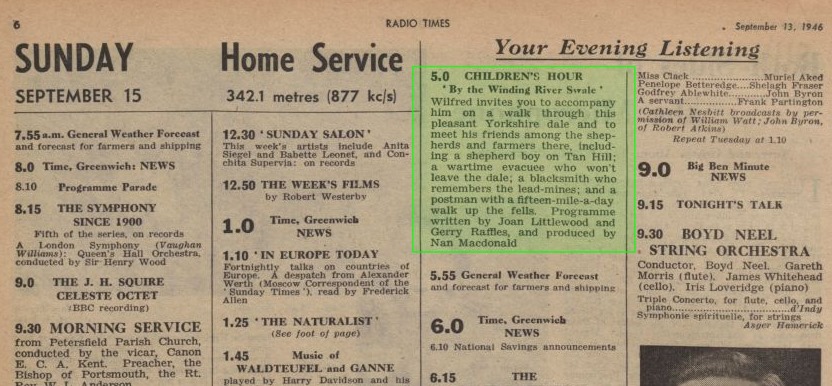 6
RADIO TIMES
September 13, 1946
SUNDAY
SEPTEMBER 15
Home Service
342.1 metres (877 kc/s)
Your Evening Listening
7.55 a.m. General Weather Forecast
and forecast for farmers and shipping
8.0 Time, Greenwich: NEWS
8.10 Programme Parade
8.15 THE SYMPHONY
SINCE 1900
Fifth of the series, on records
A London Symphony (Vaughan
Williams): Queen's Hall Orchestra,
conducted by Sir Henry Wood
9.0 THE J. H. SQUIRE
CELESTE OCTET
(BBC recording)
9.30 MORNING SERVICE
from Petersfield Parish Church,
conducted by the vicar, Canon
E. C. A. Kent. Preacher, the
Bishop of Portsmouth, the Rt.
Rev. W. L. Anderson
12.30 'SUNDAY SALON'
This week's artists include Anita
Siegel and Babette Leonet, and Con-
chita Supervia: on records
12.50 THE WEEK'S FILMS
by Robert Westerby
1.0 Time, Greenwich
NEWS
1.10 'IN EUROPE TODAY'
Fortnightly talks on countries of
Europe. A despatch from Alexander
Werth (Moscow Correspondent of the
'Sunday Times'), read by Frederick
Allen
1.25 'THE NATURALIST'
(See foot of page)
1.45 Music of
WALDTEUFEL and GANNE
played by Harry Davidson and his
5.0 CHILDREN'S HOUR
'By the Winding River Swale'
Wilfred invites you to accompany
him on a walk through this
pleasant Yorkshire dale and to
meet his friends among the shep-
herds and farmers there, includ-
ing a shepherd boy on Tan Hill;
a wartime evacuee who won't
leave the dale; a blacksmith who
remembers the lead-mines; and a
postman with a fifteen-mile-a-day
walk up the fells. Programme
written by Joan Littlewood and
Gerry Raffles, and produced by
Nan Macdonald
5.55 General Weather Forecast
and forecast for farmers and shipping
6.0 Time, Greenwich
NEWS
6.10 National Savings announcements
6.15 THE
Miss Clack..................Muriel Aked
Penelope Betteredge...Shelagh Fraser
Godfrey Ablewhite......John Byron
A servant............Frank Partington
(Cathleen Nesbitt broadcasts by per-
mission of William Watt; John Byron,
of Robert Atkins)
Repeat Tuesday at 1.10
9.0 Big Ben Minute
NEWS
9.15 TONIGHT'S TALK
9.30 BOYD NEEL
STRING ORCHESTRA
Conductor, Boyd Neel. Gareth
Morris (flute). James Whitehead
(cello). Iris Loveridge (piano)
Triple Concerto, for flute, cello, and
piano..............................d'Indy
Symphonie spirituelle, for strings
Asger Hamerick